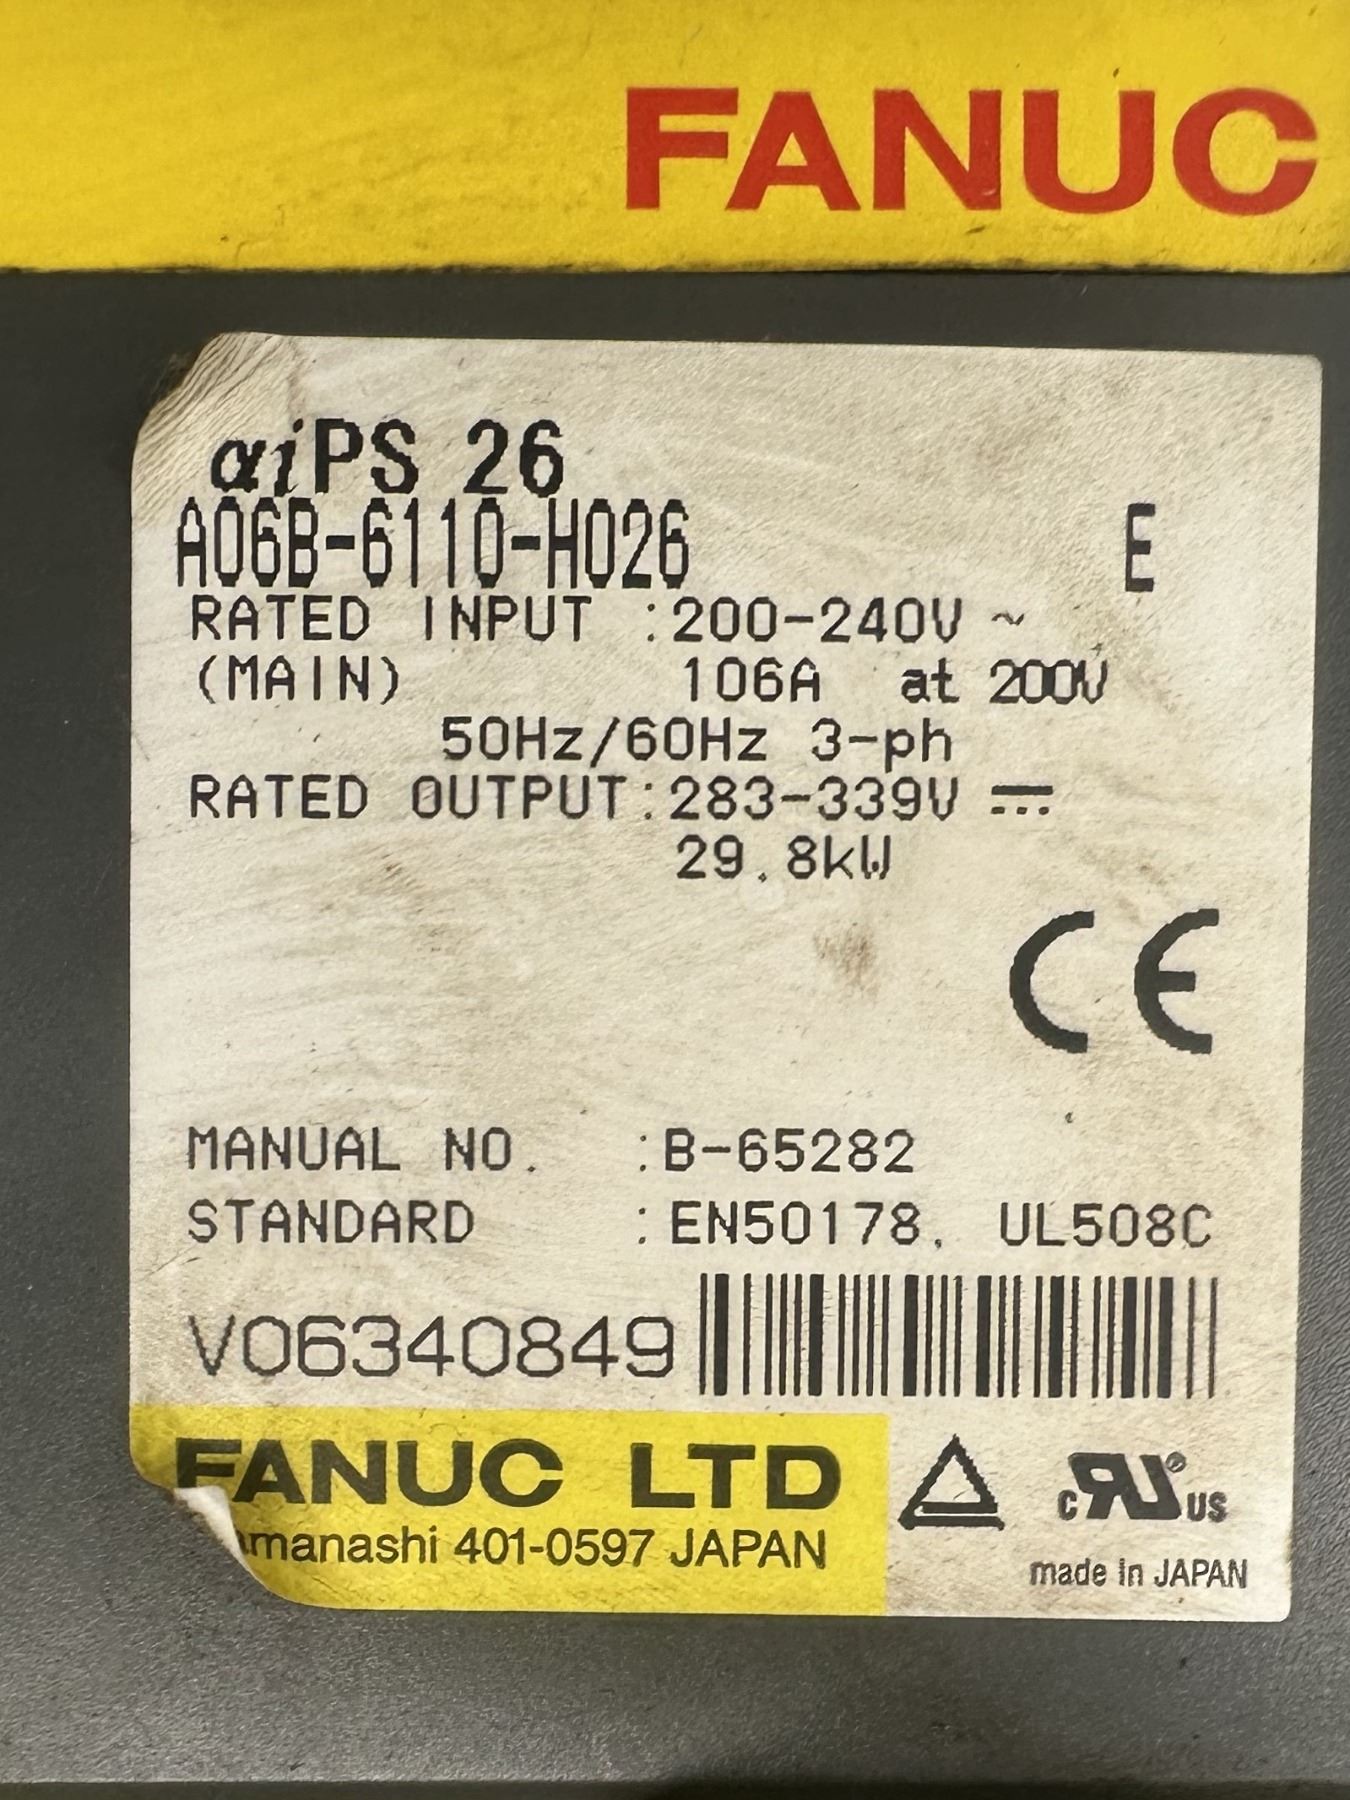 FANUC
αiPS 26
A06B-6110-H026 E
RATED INPUT :200-240V ~
(MAIN) 106A at 200V
50Hz/60Hz 3-ph
RATED OUTPUT:283-339V ⎓
29.8kW
CE
MANUAL NO. :B-65282
STANDARD :EN50178, UL508C
V06340849
FANUC LTD
401-0597 JAPAN
c RU ® US
made in JAPAN